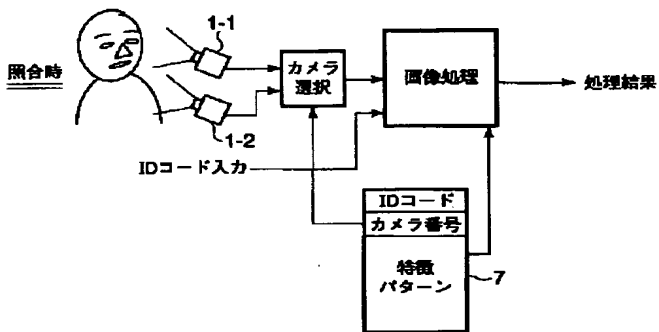 1-1
照合時
カメラ
選択
画像処理
処理結果
1-2
IDコード入力
IDコード
カメラ番号
特徴
パターン
7